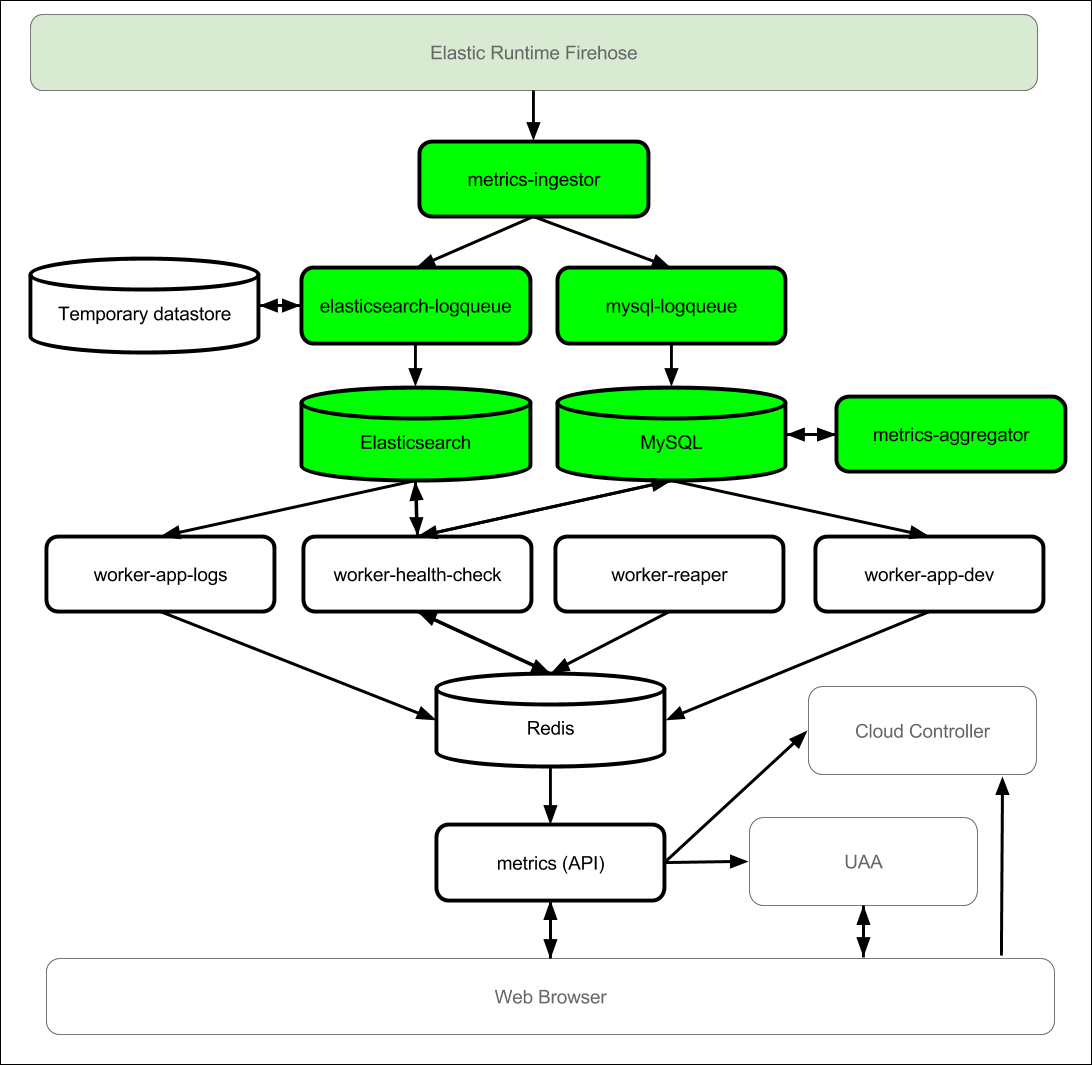 Elastic Runtime Firehose
metrics-ingestor
Temporary datastore
elasticsearch-logqueue
mysql-logqueue
Elasticsearch
MySQL
metrics-aggregator
worker-app-logs
worker-health-check
worker-reaper
worker-app-dev
Redis
Cloud Controller
metrics (API)
UAA
Web Browser